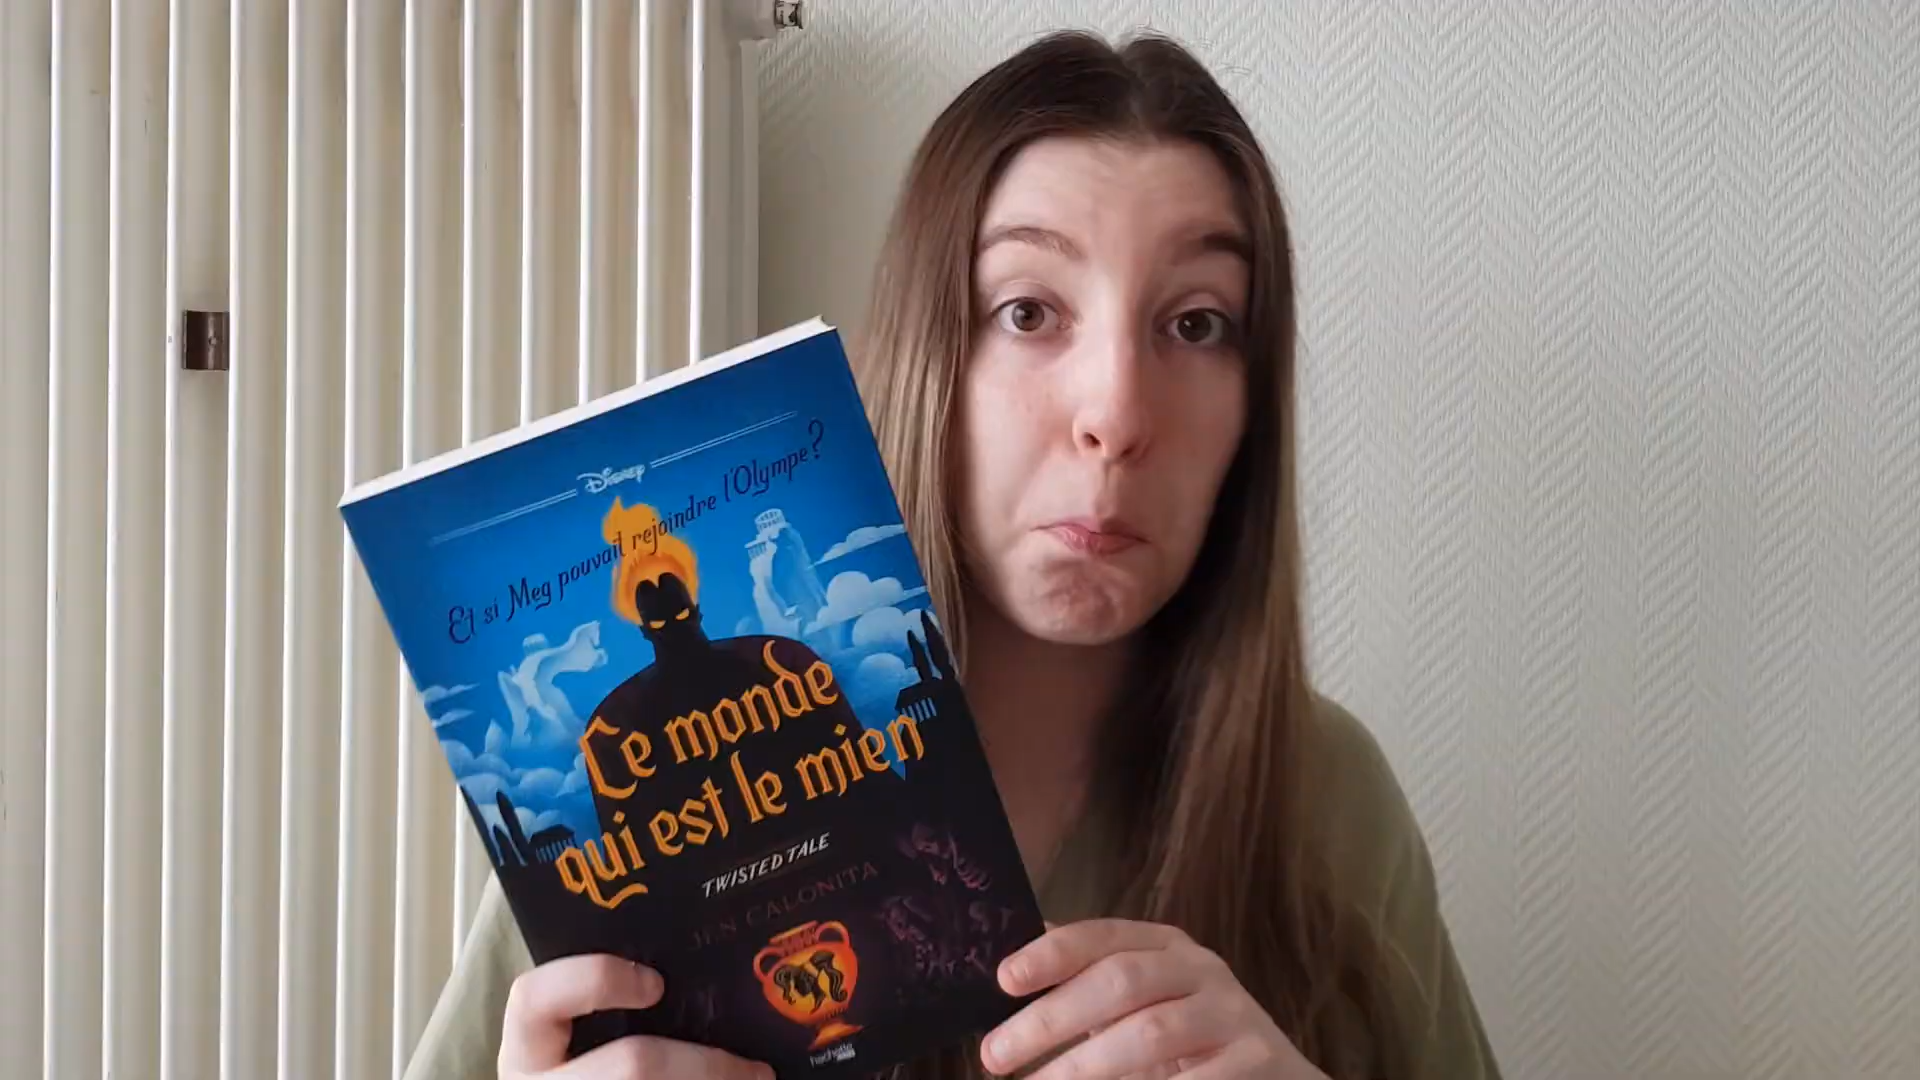 Disney
Et si Meg pouvait rejoindre l'Olympe?
Ce monde
qui est le mien
TWISTED TALE
JEN CALONITA
hachette